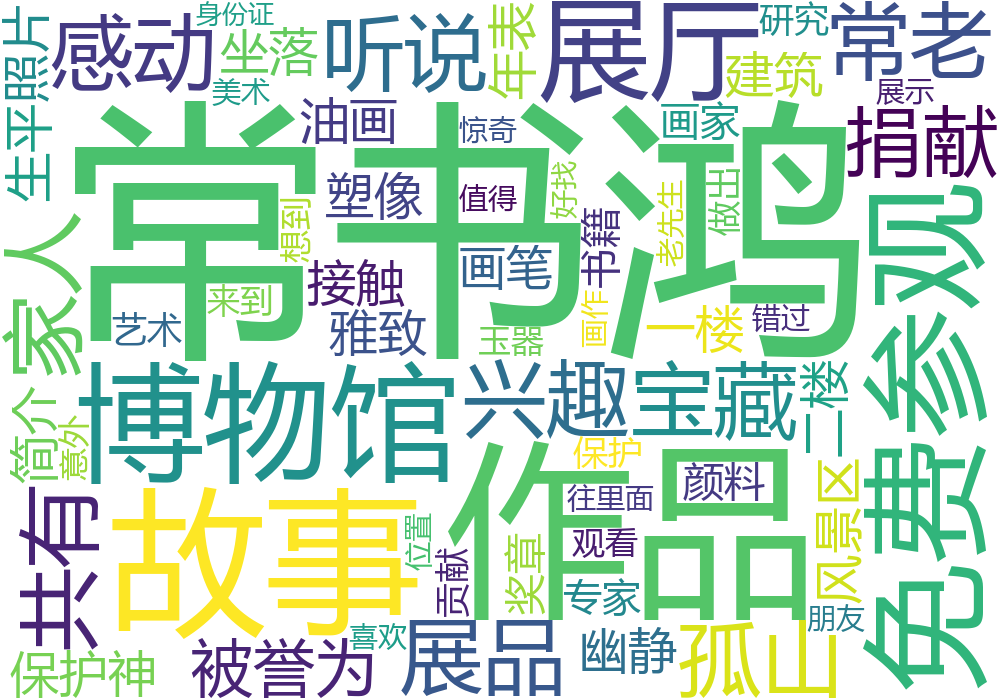 身份证
生平照片
感动
坐落
听说
年表
展厅
研究
常老
美术
建筑
展示
油画
惊奇
画家
捐献
常书鸿
塑像
值得
好找
老先生
做出
参观
免费
家人
想到
书籍
接触
画笔
来到
画作
艺术
雅致
玉器
一楼
错过
博物馆
兴趣
宝藏
二楼
简介
意外
保护
颜料
往里面
作品
风景区
共有
故事
位置
观看
贡献
奖章
专家
朋友
喜欢
保护神
被誉为
展品
幽静
孤山